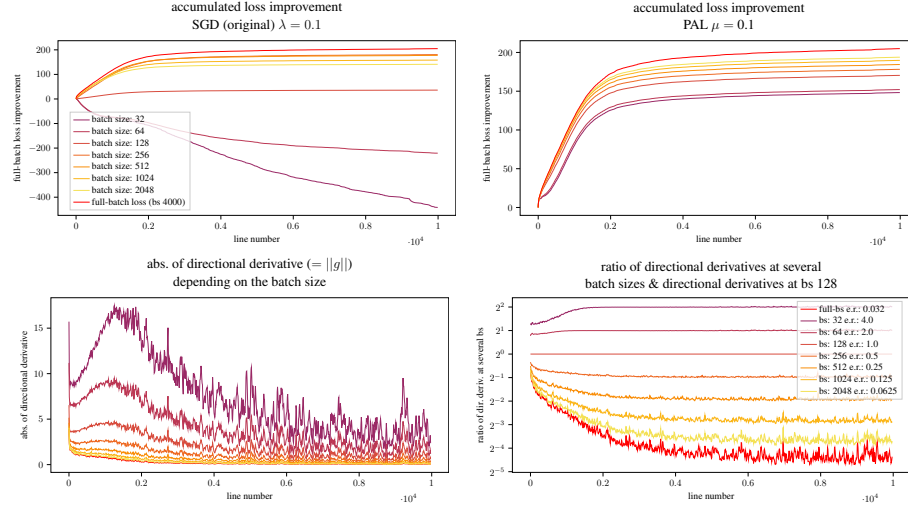 accumulated loss improvement
SGD (original) λ = 0.1
200
100
0
−100
−200
−300
−400
full-batch loss improvement
batch size: 32
batch size: 64
batch size: 128
batch size: 256
batch size: 512
batch size: 1024
batch size: 2048
full-batch loss (bs 4000)
0 0.2 0.4 0.6 0.8 1
line number
·10⁴
accumulated loss improvement
PAL μ = 0.1
200
150
100
50
0
full-batch loss improvement
0 0.2 0.4 0.6 0.8 1
line number
·10⁴
abs. of directional derivative (= ||g||)
depending on the batch size
15
10
5
0
abs. of directional derivative
0 0.2 0.4 0.6 0.8 1
line number
·10⁴
ratio of directional derivatives at several
batch sizes & directional derivatives at bs 128
2²
2¹
2⁰
2⁻¹
2⁻²
2⁻³
2⁻⁴
2⁻⁵
ratio of dir. deriv. at several bs
full-bs e.r.: 0.032
bs: 32 e.r.: 4.0
bs: 64 e.r.: 2.0
bs: 128 e.r.: 1.0
bs: 256 e.r.: 0.5
bs: 512 e.r.: 0.25
bs: 1024 e.r.: 0.125
bs: 2048 e.r.: 0.0625
0 0.2 0.4 0.6 0.8 1
line number
·10⁴